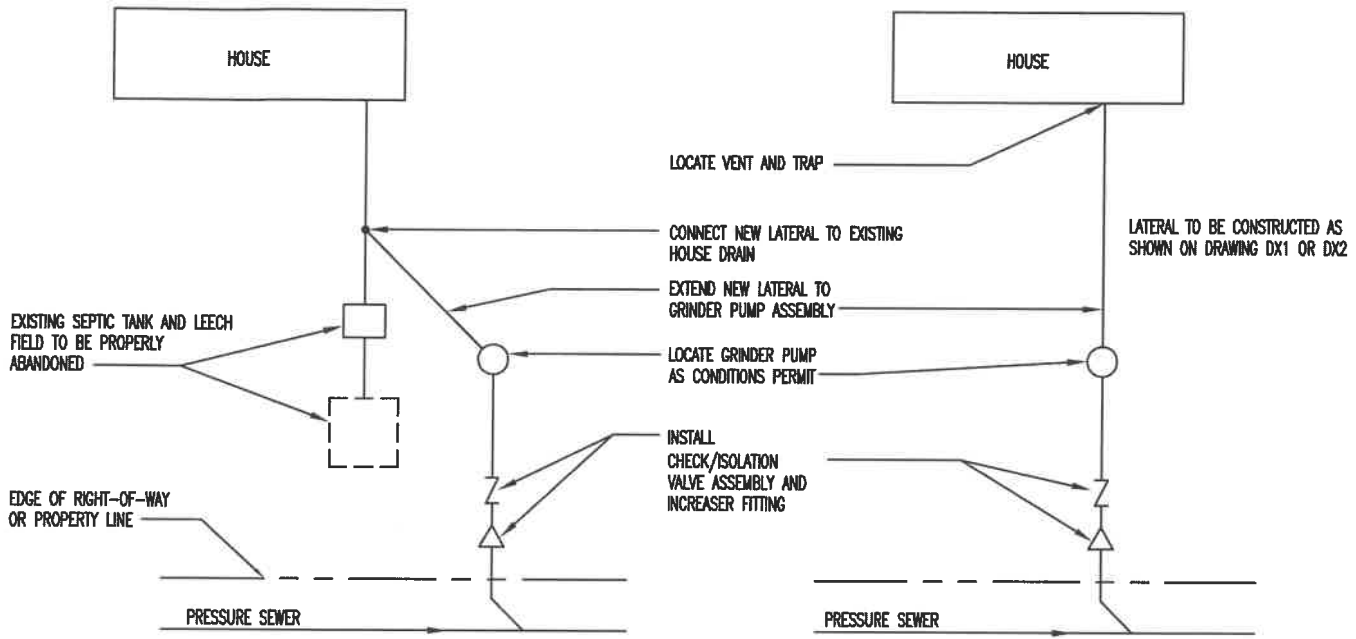 HOUSE
HOUSE
LOCATE VENT AND TRAP
CONNECT NEW LATERAL TO EXISTING
HOUSE DRAIN
LATERAL TO BE CONSTRUCTED AS
SHOWN ON DRAWING DX1 OR DX2
EXTEND NEW LATERAL TO
GRINDER PUMP ASSEMBLY
EXISTING SEPTIC TANK AND LEECH
FIELD TO BE PROPERLY
ABANDONED
LOCATE GRINDER PUMP
AS CONDITIONS PERMIT
INSTALL
CHECK/ISOLATION
VALVE ASSEMBLY AND
INCREASER FITTING
EDGE OF RIGHT-OF-WAY
OR PROPERTY LINE
PRESSURE SEWER
PRESSURE SEWER